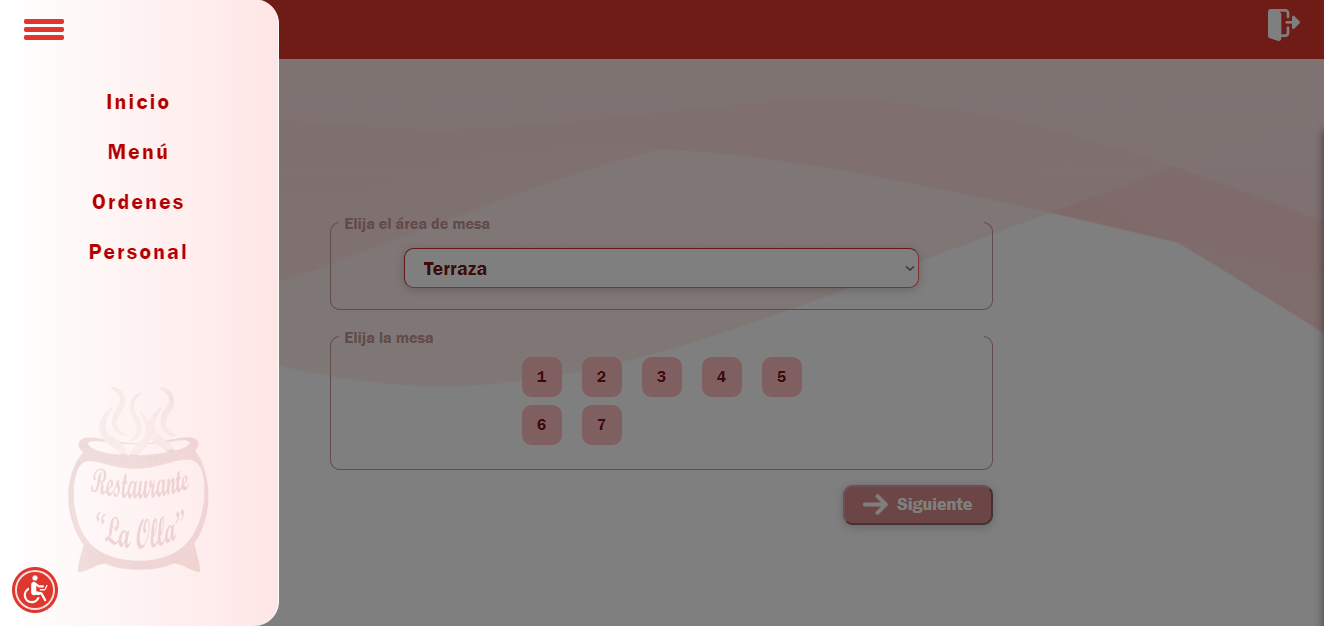 Inicio
Menú
Ordenes
Personal
Restaurante
“La Olla”
Elija el área de mesa
Terraza
Elija la mesa
1 2 3 4 5
6 7
Siguiente